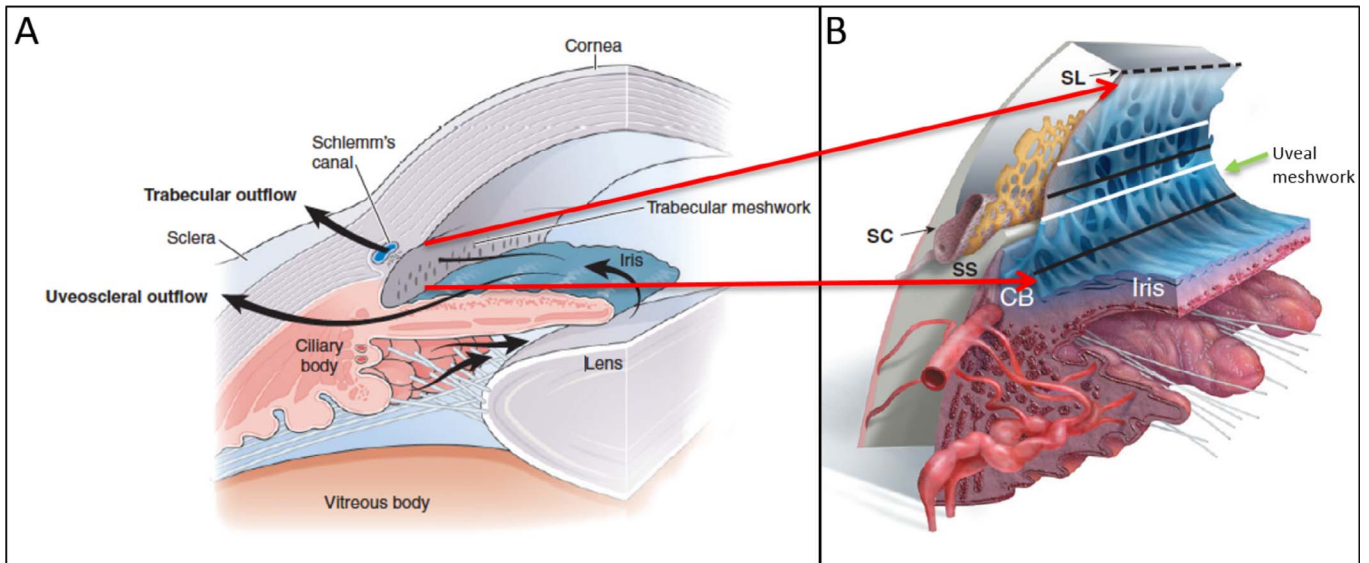 A
Cornea
Schlemm's
canal
Trabecular outflow
Trabecular meshwork
Sclera
Iris
Uveoscleral outflow
Ciliary
body
Lens
Vitreous body
B
SL
Uveal
meshwork
SC
SS
CB
Iris